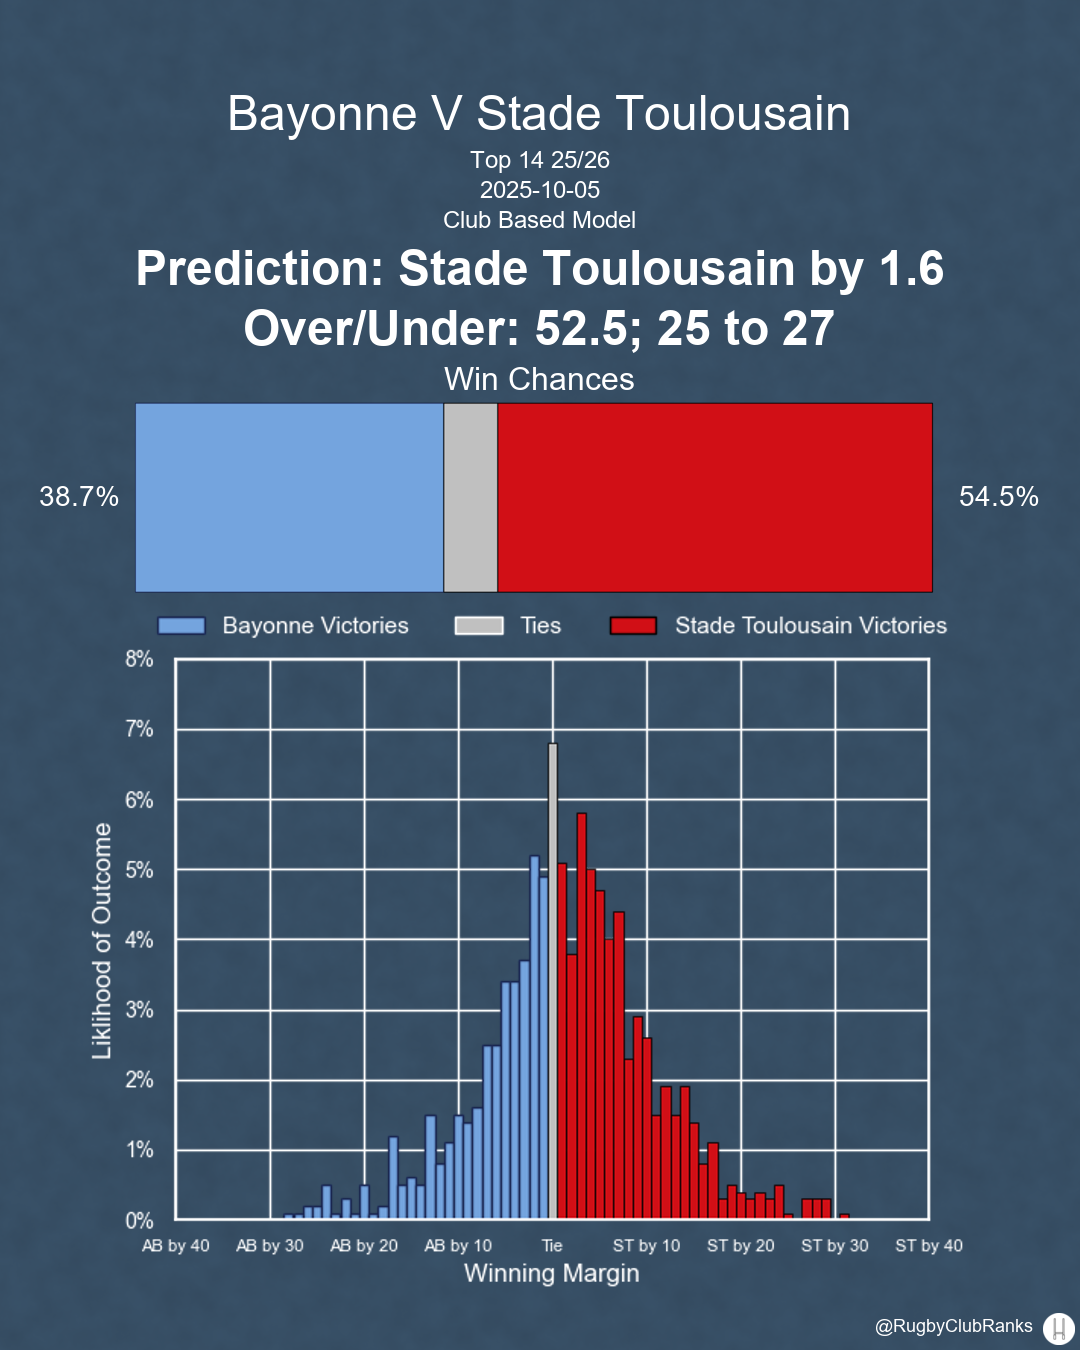 Bayonne V Stade Toulousain
Top 14 25/26
2025-10-05
Club Based Model
Prediction: Stade Toulousain by 1.6
Over/Under: 52.5; 25 to 27
Win Chances
38.7%
54.5%
Bayonne Victories
Ties
Stade Toulousain Victories
8%
7%
6%
5%
4%
3%
2%
1%
0%
Liklihood of Outcome
AB by 40
AB by 30
AB by 20
AB by 10
Tie
ST by 10
ST by 20
ST by 30
ST by 40
Winning Margin
@RugbyClubRanks